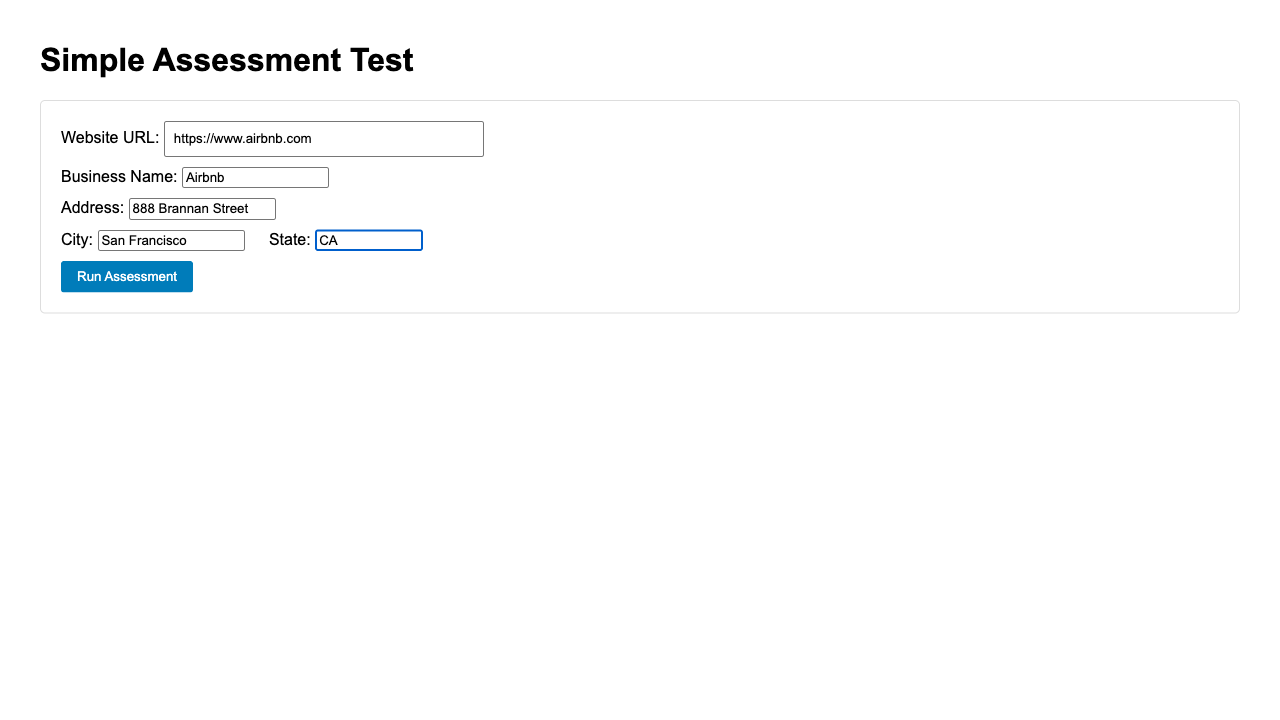 Simple Assessment Test
Website URL: https://www.airbnb.com
Business Name: Airbnb
Address: 888 Brannan Street
City: San Francisco State: CA
Run Assessment